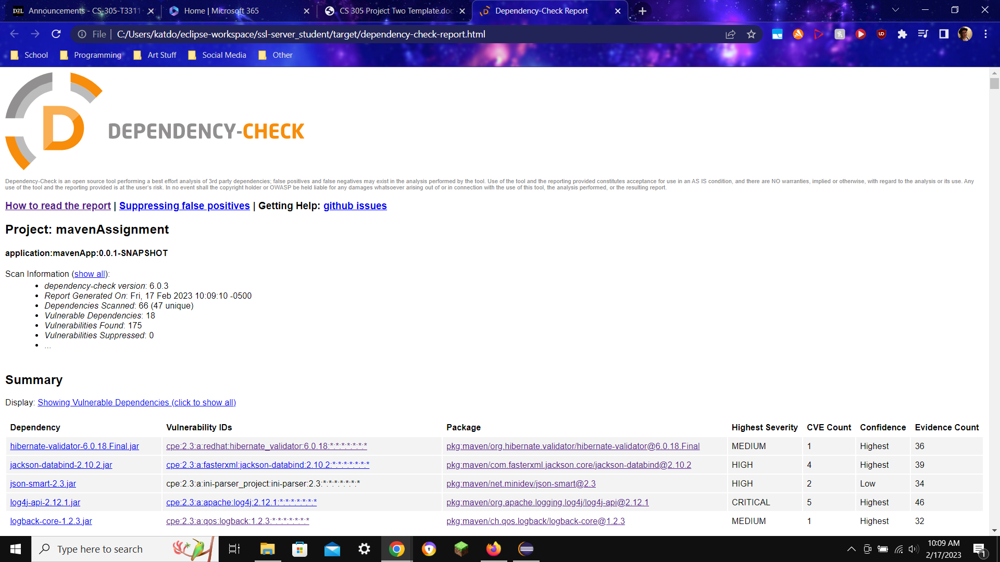 D2L Announcements - CS-305-T3311
Home | Microsoft 365
CS 305 Project Two Template.doc
Dependency-Check Report
File | C:/Users/katdo/eclipse-workspace/ssl-server_student/target/dependency-check-report.html
School Programming Art Stuff Social Media Other
DEPENDENCY-CHECK
Dependency-Check is an open source tool performing a best effort analysis of 3rd party dependencies; false positives and false negatives may exist in the analysis performed by the tool. Use of the tool and the reporting provided constitutes acceptance for use in an AS IS condition, and there are NO warranties, implied or otherwise, with regard to the analysis or its use. Any
use of the tool and the reporting provided is at the user's risk. In no event shall the copyright holder or OWASP be held liable for any damages whatsoever arising out of or in connection with the use of this tool, the analysis performed, or the resulting report.
How to read the report | Suppressing false positives | Getting Help: github issues
Project: mavenAssignment
application:mavenApp:0.0.1-SNAPSHOT
Scan Information (show all):
• dependency-check version: 6.0.3
• Report Generated On: Fri, 17 Feb 2023 10:09:10 -0500
• Dependencies Scanned: 66 (47 unique)
• Vulnerable Dependencies: 18
• Vulnerabilities Found: 175
• Vulnerabilities Suppressed: 0
• ...
Summary
Display: Showing Vulnerable Dependencies (click to show all)
Dependency Vulnerability IDs Package Highest Severity CVE Count Confidence Evidence Count
hibernate-validator-6.0.18.Final.jar cpe:2.3:a:redhat:hibernate_validator:6.0.18:*:*:*:*:*:*:* pkg:maven/org.hibernate.validator/hibernate-validator@6.0.18.Final MEDIUM 1 Highest 36
jackson-databind-2.10.2.jar cpe:2.3:a:fasterxml:jackson-databind:2.10.2:*:*:*:*:*:*:* pkg:maven/com.fasterxml.jackson.core/jackson-databind@2.10.2 HIGH 4 Highest 39
json-smart-2.3.jar cpe:2.3:a:ini-parser_project:ini-parser:2.3:*:*:*:*:*:*:* pkg:maven/net.minidev/json-smart@2.3 HIGH 2 Low 34
log4j-api-2.12.1.jar cpe:2.3:a:apache:log4j:2.12.1:*:*:*:*:*:*:* pkg:maven/org.apache.logging.log4j/log4j-api@2.12.1 CRITICAL 5 Highest 46
logback-core-1.2.3.jar cpe:2.3:a:qos:logback:1.2.3:*:*:*:*:*:*:* pkg:maven/ch.qos.logback/logback-core@1.2.3 MEDIUM 1 Highest 32
Type here to search
10:09 AM
2/17/2023
1